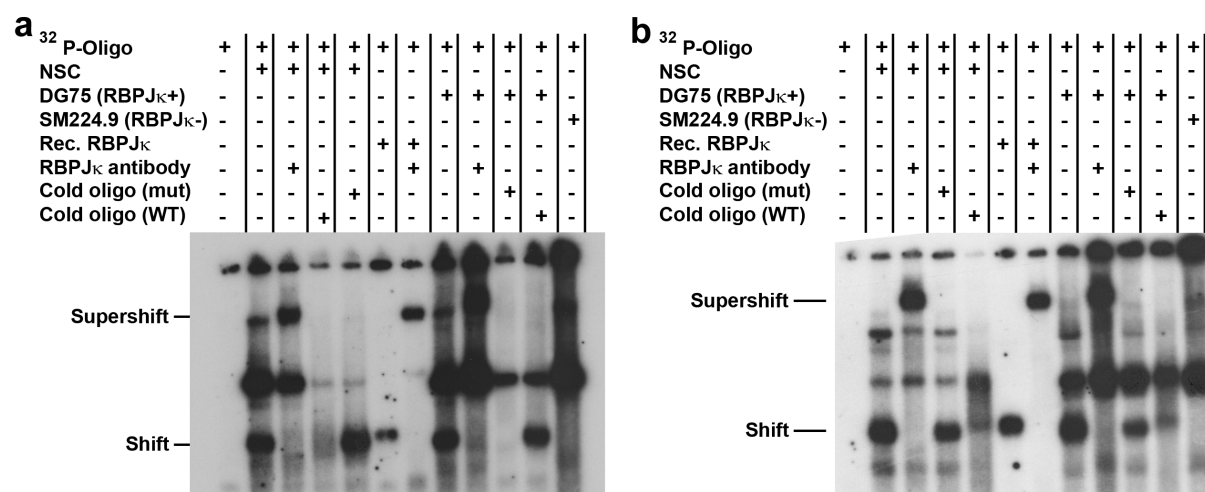 a
32 P-Oligo + + + + + + + + + + + +
NSC - + + + + - - - - - - -
DG75 (RBPJκ+) - - - - - - - + + + + -
SM224.9 (RBPJκ-) - - - - - - - - - - - +
Rec. RBPJκ - - - - - + + - - - - -
RBPJκ antibody - - + - - - + - + - - -
Cold oligo (mut) - - - - + - - - - + - -
Cold oligo (WT) - - - + - - - - - - + -
Supershift
Shift
b
32 P-Oligo + + + + + + + + + + + +
NSC - + + + + - - - - - - -
DG75 (RBPJκ+) - - - - - - - + + + + -
SM224.9 (RBPJκ-) - - - - - - - - - - - +
Rec. RBPJκ - - - - - + + - - - - -
RBPJκ antibody - - + - - - + - + - - -
Cold oligo (mut) - - - + - - - - - + - -
Cold oligo (WT) - - - - + - - - - - + -
Supershift
Shift